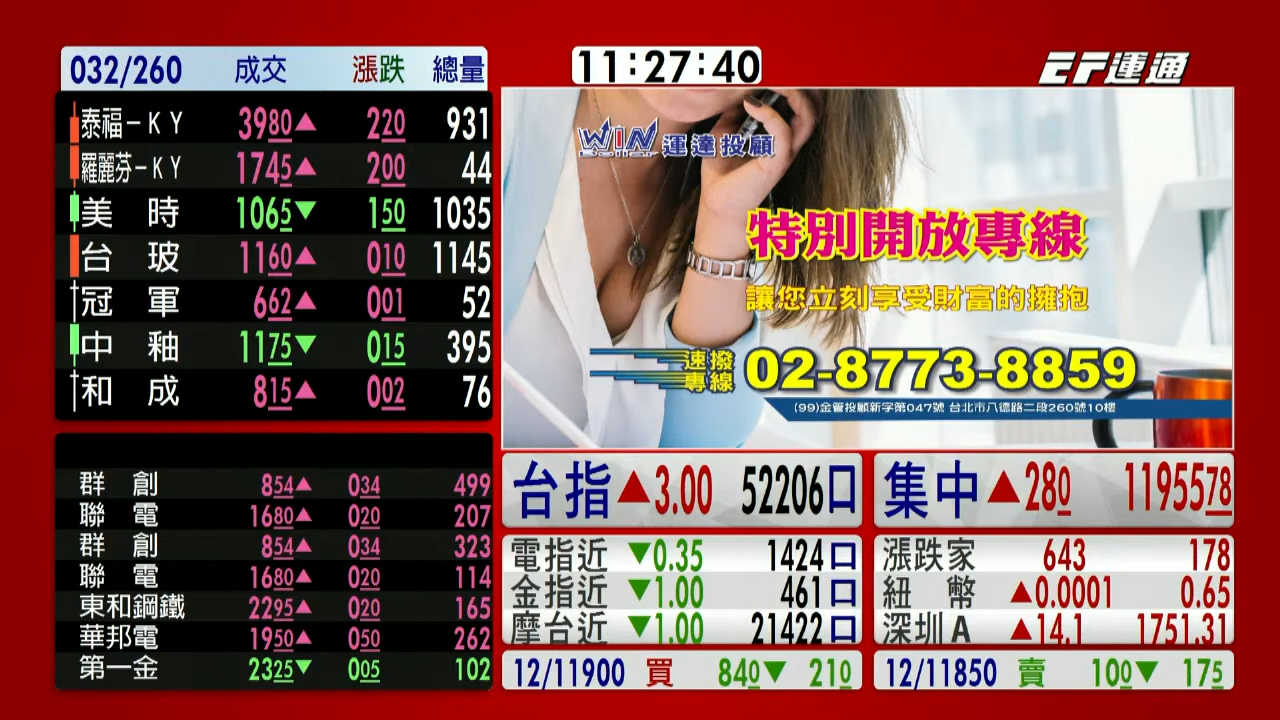 032/260 成交 漲跌 總量
泰福-KY 3980▲ 220 931
羅麗芬-KY 1745▲ 200 44
美時 1065▼ 150 1035
台玻 1160▲ 010 1145
冠軍 662▲ 001 52
中釉 1175▼ 015 395
和成 815▲ 002 76
群創 854▲ 034 499
聯電 1680▲ 020 207
群創 854▲ 034 323
聯電 1680▲ 020 114
東和鋼鐵 2295▲ 020 165
華邦電 1950▲ 050 262
第一金 2325▼ 005 102
11:27:40
EF運通
WIN
Dollar
運達投顧
特別開放專線
讓您立刻享受財富的擁抱
速撥專線 02-8773-8859
(99)金管投顧新字第047號 台北市八德路二段260號10樓
台指▲3.00 52206口
集中▲280 1195578
電指近 ▼0.35 1424口
金指近 ▼1.00 461口
摩台近 ▼1.00 21422口
漲跌家 643 178
紐幣 ▲0.0001 0.65
深圳A ▲14.1 1751.31
12/11900 買 840▼ 210
12/11850 賣 100▼ 175